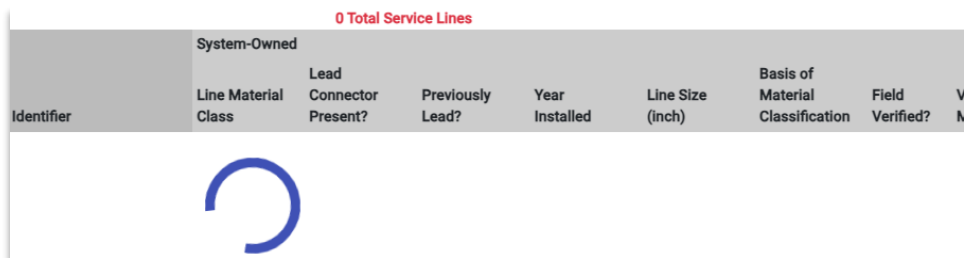 0 Total Service Lines
System-Owned
Identifier
Line Material Class
Lead Connector Present?
Previously Lead?
Year Installed
Line Size (inch)
Basis of Material Classification
Field Verified?